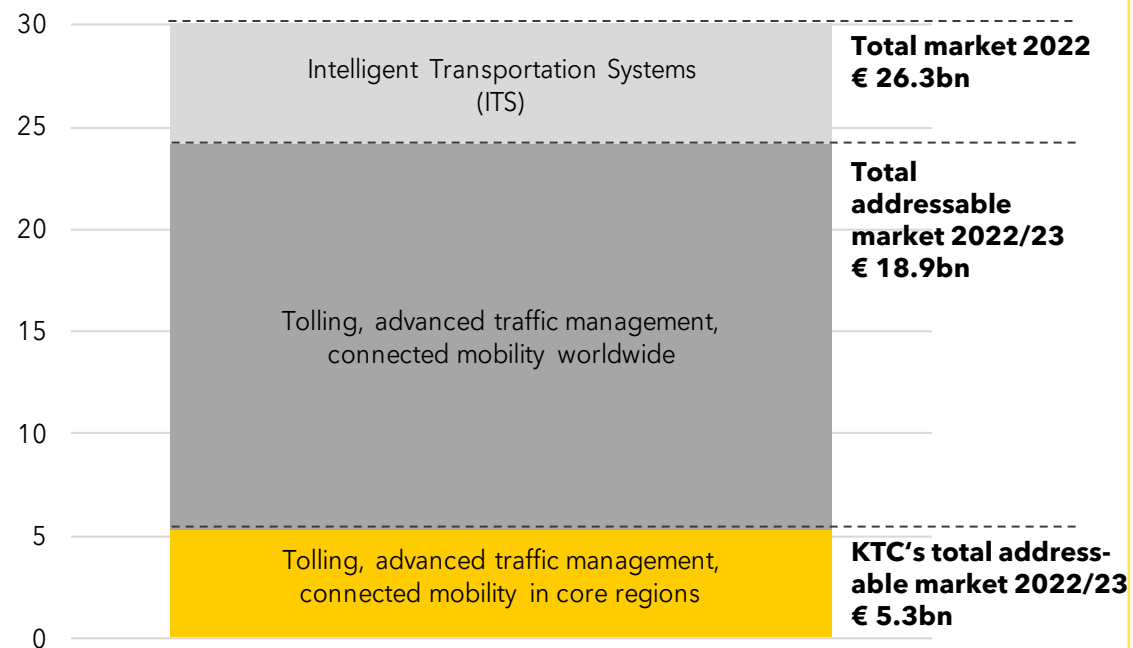 30
25
20
15
10
5
0
Intelligent Transportation Systems
(ITS)
Tolling, advanced traffic management,
connected mobility worldwide
Tolling, advanced traffic management,
connected mobility in core regions
Total market 2022
€ 26.3bn
Total
addressable
market 2022/23
€ 18.9bn
KTC‘s total address-
able market 2022/23
€ 5.3bn